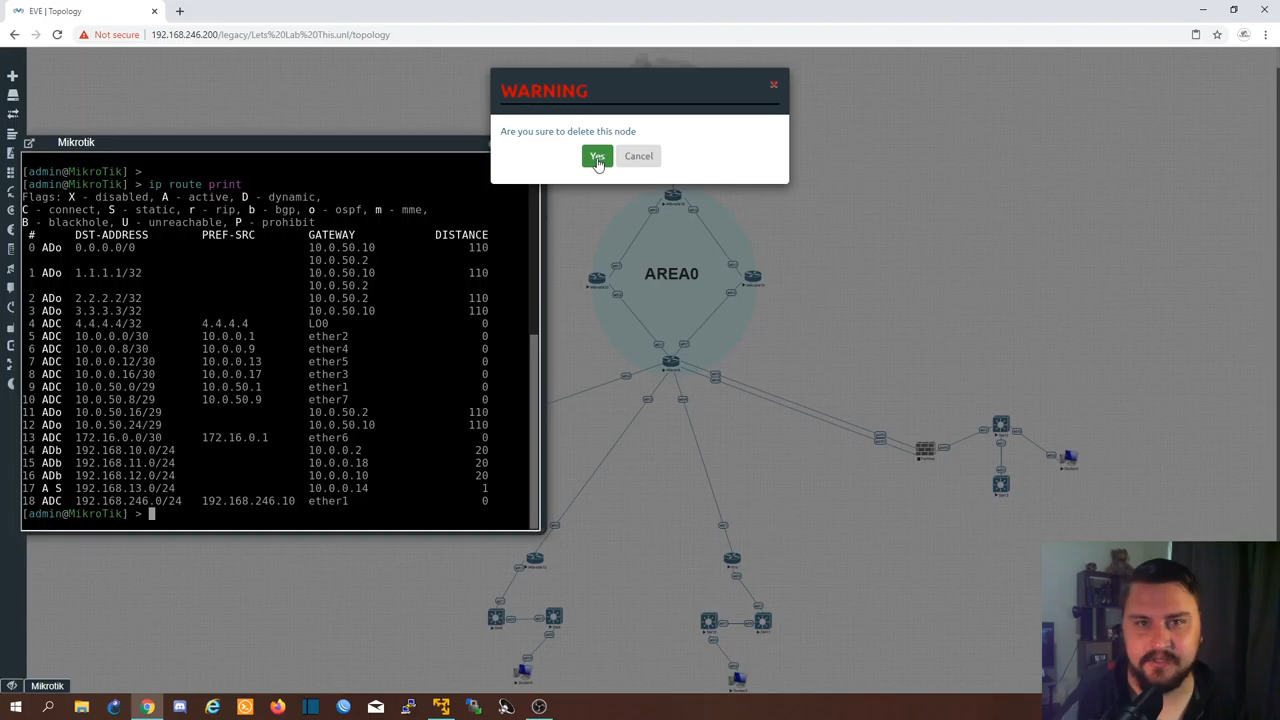 EVE | Topology
Not secure
192.168.246.200/legacy/Lets%20Lab%20This.unl/topology
WARNING
Are you sure to delete this node
Yes
Cancel
Mikrotik
[admin@MikroTik] >
[admin@MikroTik] > ip route print
Flags: X - disabled, A - active, D - dynamic,
C - connect, S - static, r - rip, b - bgp, o - ospf, m - mme,
B - blackhole, U - unreachable, P - prohibit
# DST-ADDRESS PREF-SRC GATEWAY DISTANCE
0 ADo 0.0.0.0/0 10.0.50.10 110
10.0.50.2
1 ADo 1.1.1.1/32 10.0.50.10 110
10.0.50.2
2 ADo 2.2.2.2/32 10.0.50.2 110
3 ADo 3.3.3.3/32 10.0.50.10 110
4 ADC 4.4.4.4/32 4.4.4.4 LO0 0
5 ADC 10.0.0.0/30 10.0.0.1 ether2 0
6 ADC 10.0.0.8/30 10.0.0.9 ether4 0
7 ADC 10.0.0.12/30 10.0.0.13 ether5 0
8 ADC 10.0.0.16/30 10.0.0.17 ether3 0
9 ADC 10.0.50.0/29 10.0.50.1 ether1 0
10 ADC 10.0.50.8/29 10.0.50.9 ether7 0
11 ADo 10.0.50.16/29 10.0.50.2 110
12 ADo 10.0.50.24/29 10.0.50.10 110
13 ADC 172.16.0.0/30 172.16.0.1 ether6 0
14 ADb 192.168.10.0/24 10.0.0.2 20
15 ADb 192.168.11.0/24 10.0.0.18 20
16 ADb 192.168.12.0/24 10.0.0.10 20
17 A S 192.168.13.0/24 10.0.0.14 1
18 ADC 192.168.246.0/24 192.168.246.10 ether1 0
[admin@MikroTik] >
AREA0
Mikrotik